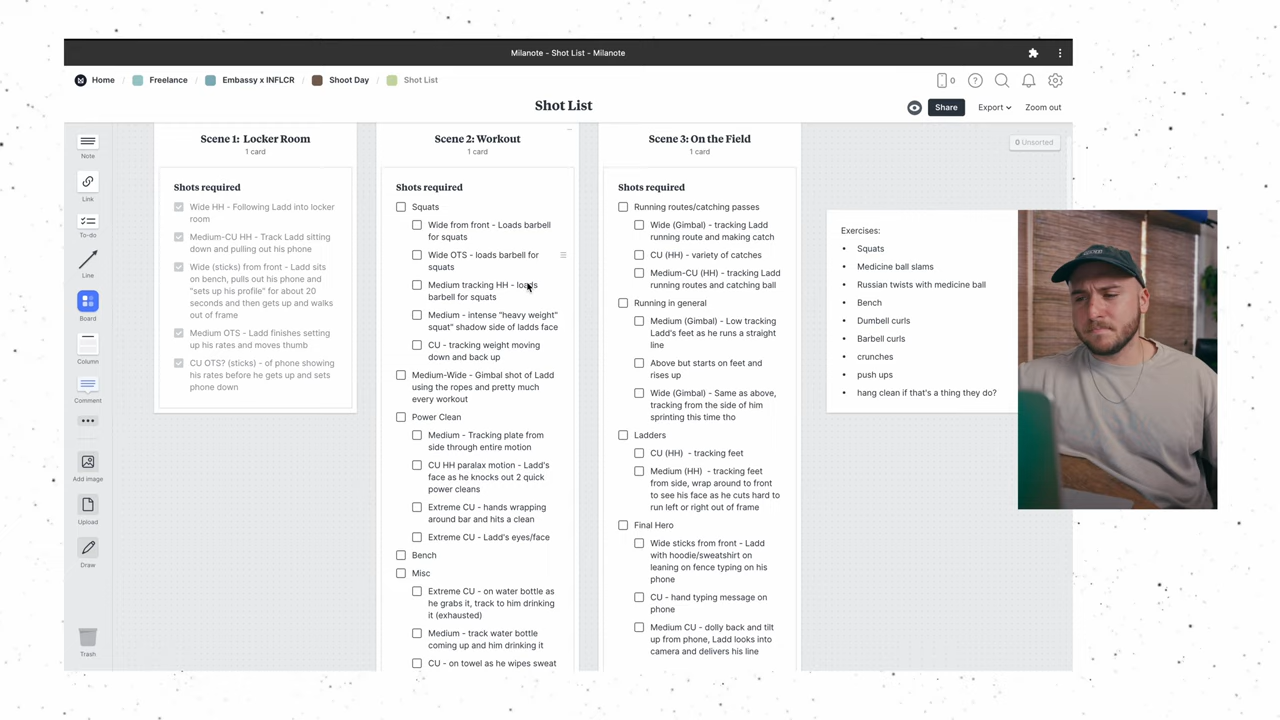 Milanote - Shot List - Milanote
Home / Freelance / Embassy x INFLCR / Shoot Day / Shot List
0
Shot List
Share
Export
Zoom out
Note
Link
To-do
Line
Board
Column
Comment
Add image
Upload
Draw
Trash
Scene 1: Locker Room
1 card
Shots required
Wide HH - Following Ladd into locker
room
Medium-CU HH - Track Ladd sitting
down and pulling out his phone
Wide (sticks) from front - Ladd sits
on bench, pulls out his phone and
"sets up his profile" for about 20
seconds and then gets up and walks
out of frame
Medium OTS - Ladd finishes setting
up his rates and moves thumb
CU OTS? (sticks) - of phone showing
his rates before he gets up and sets
phone down
Scene 2: Workout
1 card
Shots required
Squats
Wide from front - Loads barbell
for squats
Wide OTS - loads barbell for
squats
Medium tracking HH - loads
barbell for squats
Medium - intense "heavy weight"
squat" shadow side of ladds face
CU - tracking weight moving
down and back up
Medium-Wide - Gimbal shot of Ladd
using the ropes and pretty much
every workout
Power Clean
Medium - Tracking plate from
side through entire motion
CU HH paralax motion - Ladd's
face as he knocks out 2 quick
power cleans
Extreme CU - hands wrapping
around bar and hits a clean
Extreme CU - Ladd's eyes/face
Bench
Misc
Extreme CU - on water bottle as
he grabs it, track to him drinking
it (exhausted)
Medium - track water bottle
coming up and him drinking it
CU - on towel as he wipes sweat
Scene 3: On the Field
1 card
Shots required
Running routes/catching passes
Wide (Gimbal) - tracking Ladd
running route and making catch
CU (HH) - variety of catches
Medium-CU (HH) - tracking Ladd
running routes and catching ball
Running in general
Medium (Gimbal) - Low tracking
Ladd's feet as he runs a straight
line
Above but starts on feet and
rises up
Wide (Gimbal) - Same as above,
tracking from the side of him
sprinting this time tho
Ladders
CU (HH) - tracking feet
Medium (HH) - tracking feet
from side, wrap around to front
to see his face as he cuts hard to
run left or right out of frame
Final Hero
Wide sticks from front - Ladd
with hoodie/sweatshirt on
leaning on fence typing on his
phone
CU - hand typing message on
phone
Medium CU - dolly back and tilt
up from phone, Ladd looks into
camera and delivers his line
0 Unsorted
Exercises:
• Squats
• Medicine ball slams
• Russian twists with medicine ball
• Bench
• Dumbell curls
• Barbell curls
• crunches
• push ups
• hang clean if that's a thing they do?